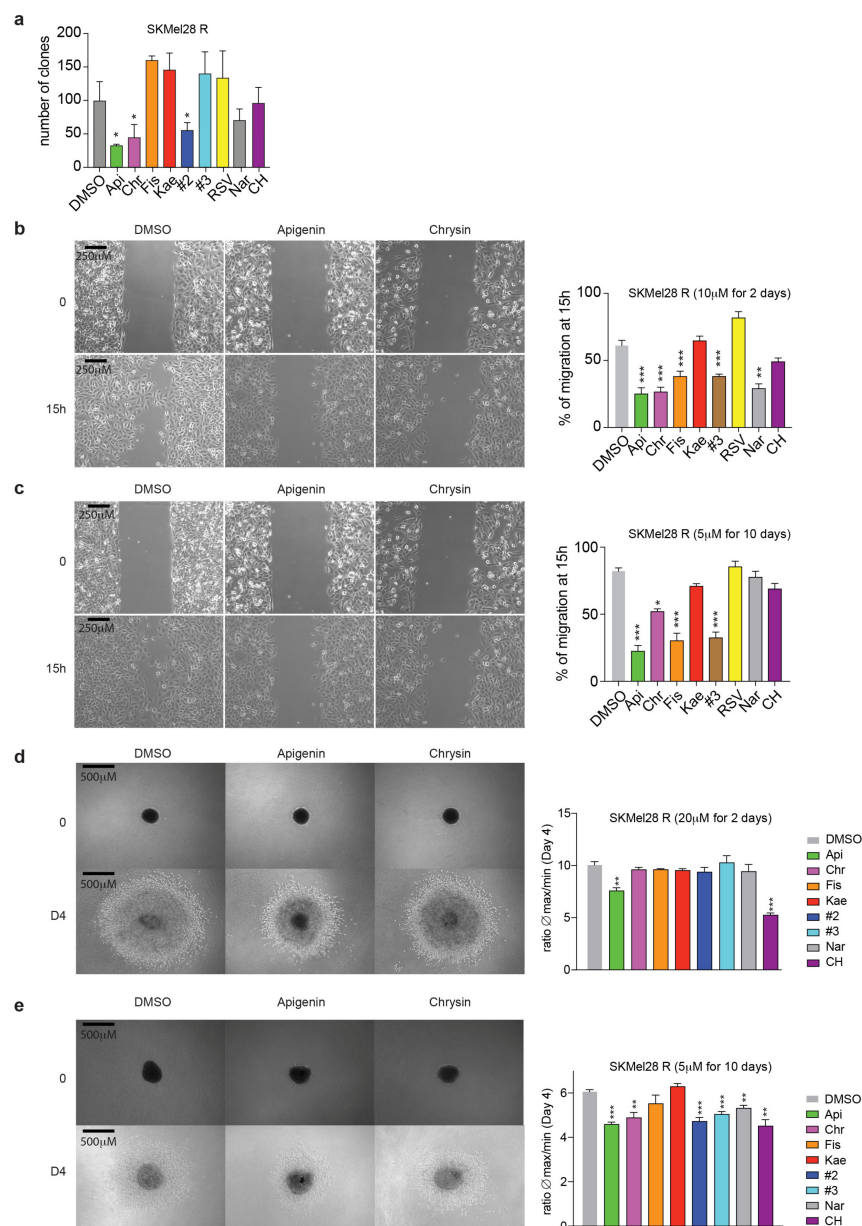 a
SKMel28 R
number of clones
200
150
100
50
0
DMSO
Api
Chr
Fis
Kae
#2
#3
RSV
Nar
CH
*
*
*
b
DMSO
Apigenin
Chrysin
250µM
0
250µM
15h
SKMel28 R (10µM for 2 days)
% of migration at 15h
100
50
0
***
***
***
***
**
DMSO
Api
Chr
Fis
Kae
#3
RSV
Nar
CH
c
DMSO
Apigenin
Chrysin
250µM
0
250µM
15h
SKMel28 R (5µM for 10 days)
% of migration at 15h
100
50
0
***
*
***
***
DMSO
Api
Chr
Fis
Kae
#3
RSV
Nar
CH
d
DMSO
Apigenin
Chrysin
500µM
0
500µM
D4
SKMel28 R (20µM for 2 days)
ratio ∅ max/min (Day 4)
15
10
5
0
**
***
DMSO
Api
Chr
Fis
Kae
#2
#3
Nar
CH
e
DMSO
Apigenin
Chrysin
500µM
0
500µM
D4
SKMel28 R (5µM for 10 days)
ratio ∅ max/min (Day 4)
6
4
2
0
***
**
***
***
**
**
DMSO
Api
Chr
Fis
Kae
#2
#3
Nar
CH